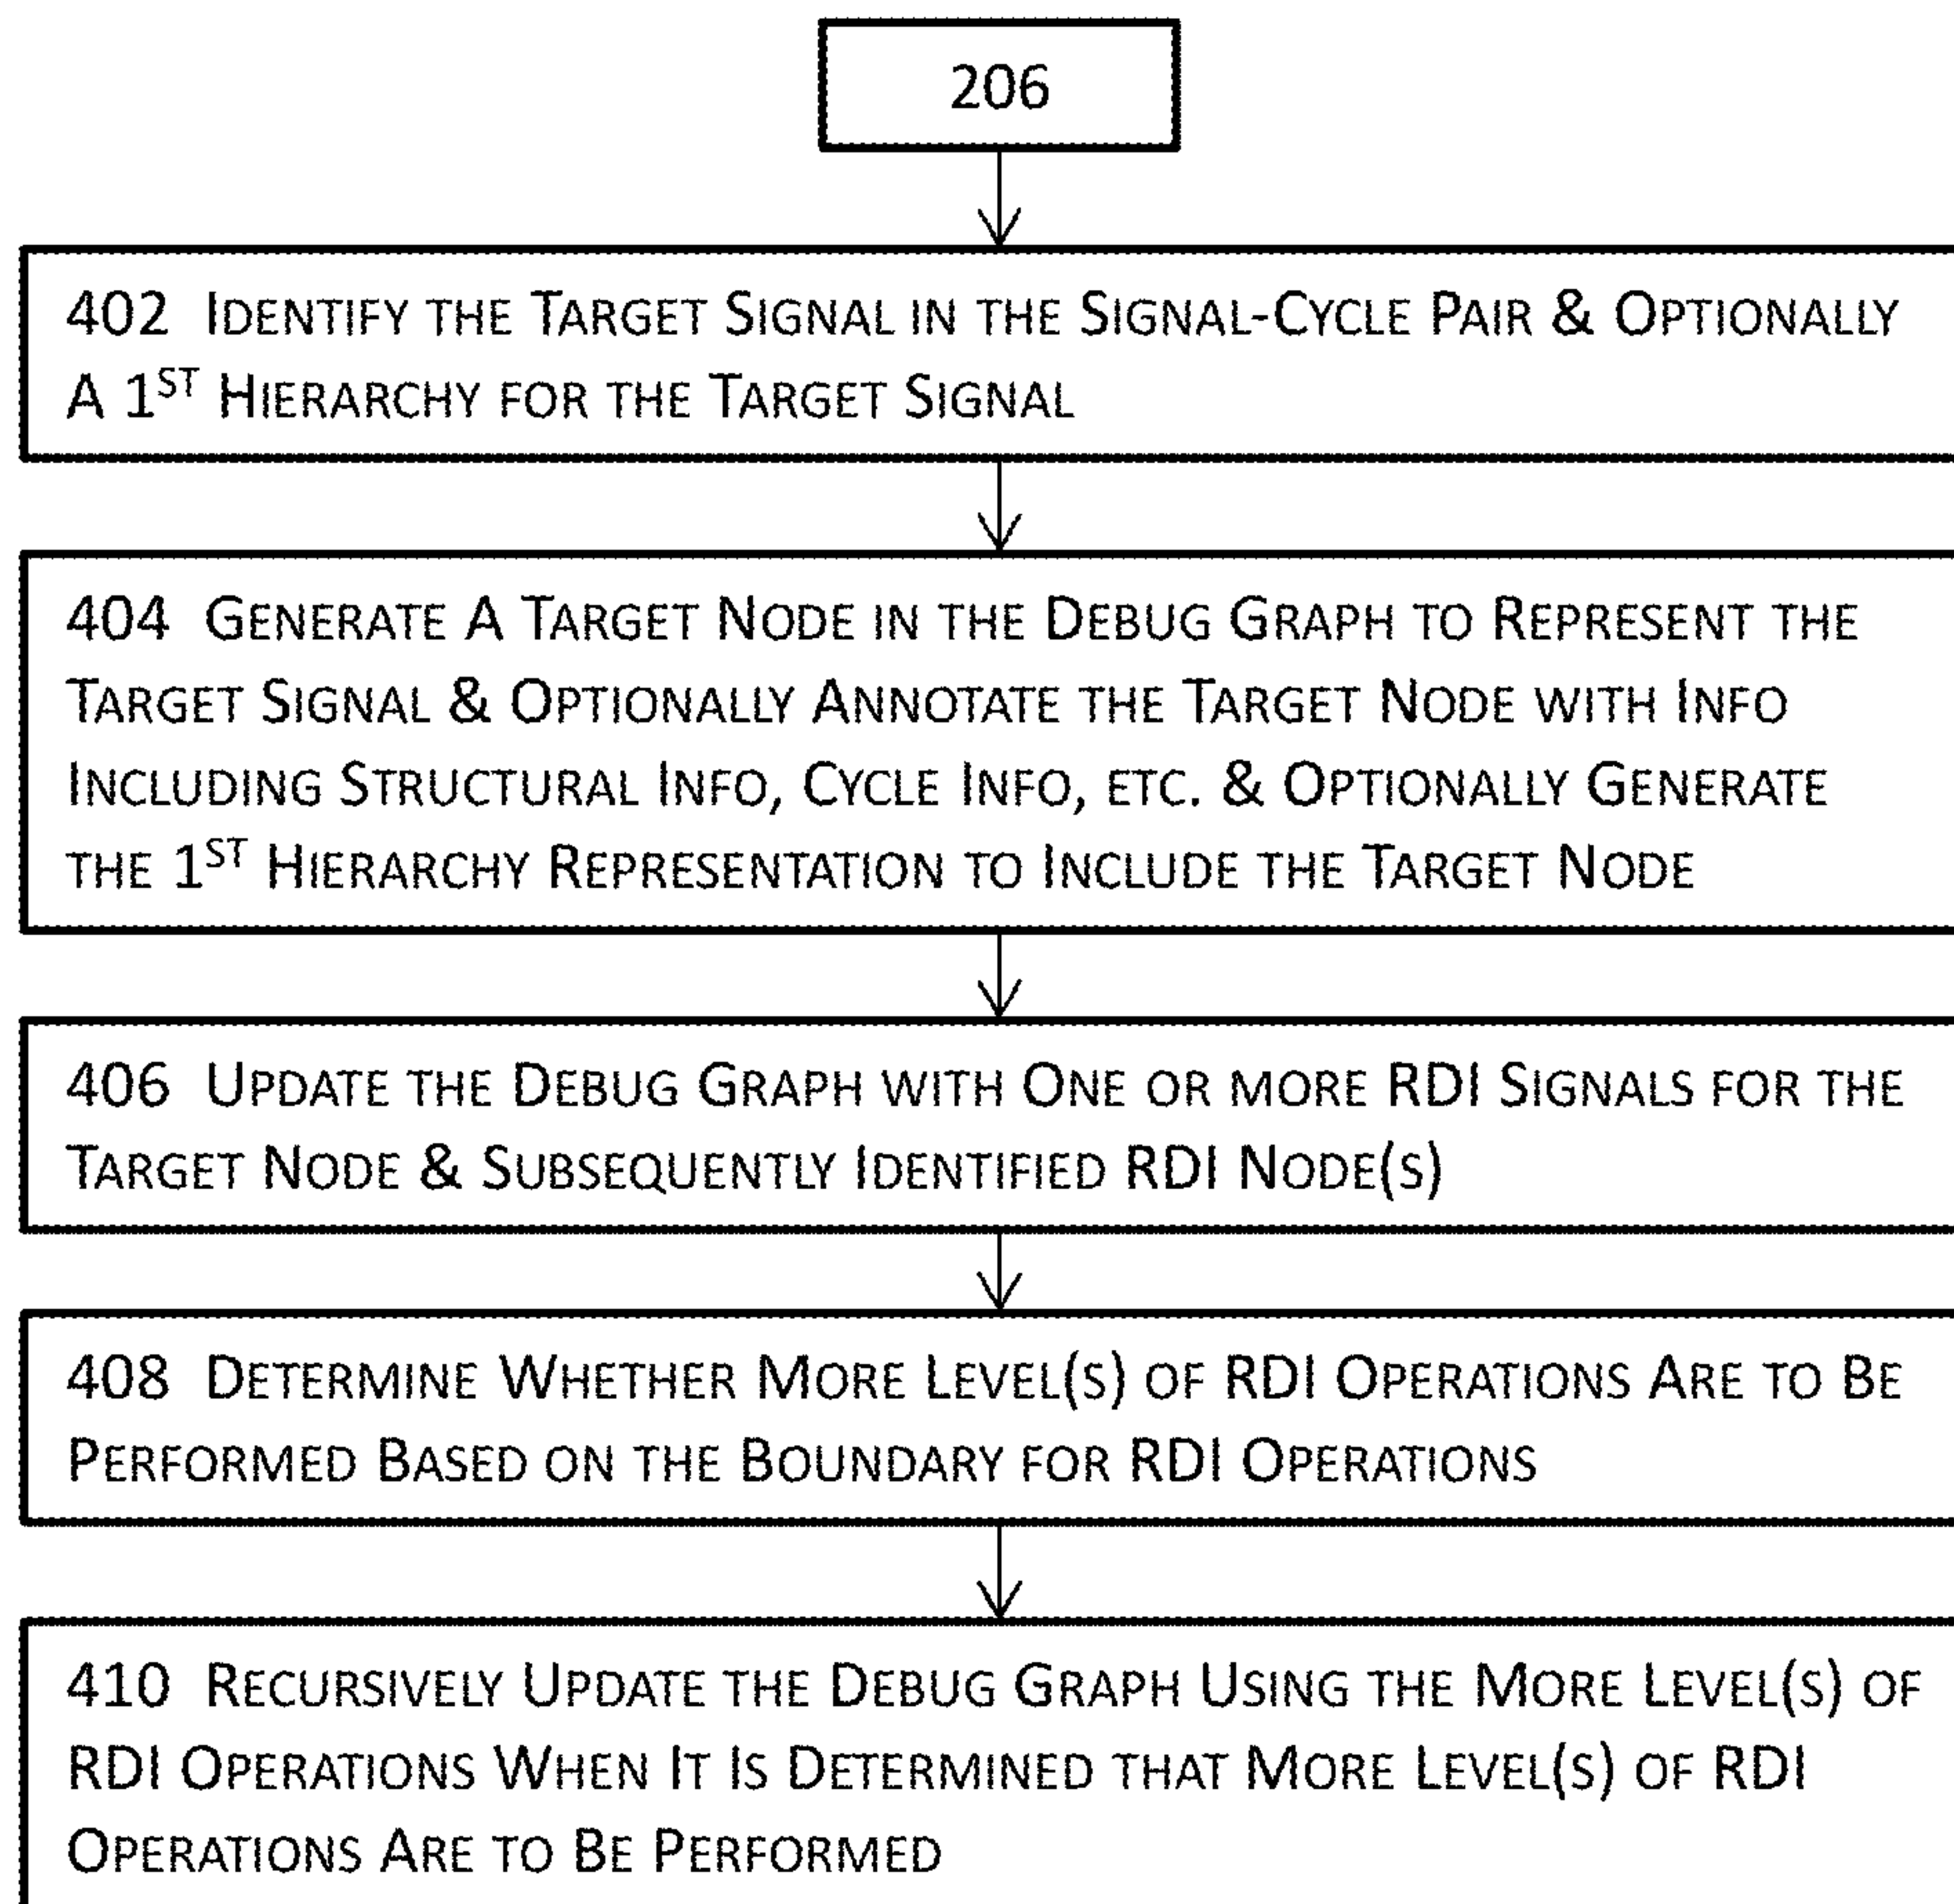 206
402 Identify the Target Signal in the Signal-Cycle Pair & Optionally
A 1st Hierarchy for the Target Signal
404 Generate A Target Node in the Debug Graph to Represent the
Target Signal & Optionally Annotate the Target Node with Info
Including Structural Info, Cycle Info, etc. & Optionally Generate
the 1st Hierarchy Representation to Include the Target Node
406 Update the Debug Graph with One or more RDI Signals for the
Target Node & Subsequently Identified RDI Node(s)
408 Determine Whether More Level(s) of RDI Operations Are to Be
Performed Based on the Boundary for RDI Operations
410 Recursively Update the Debug Graph Using the More Level(s) of
RDI Operations When It Is Determined that More Level(s) of RDI
Operations Are to Be Performed